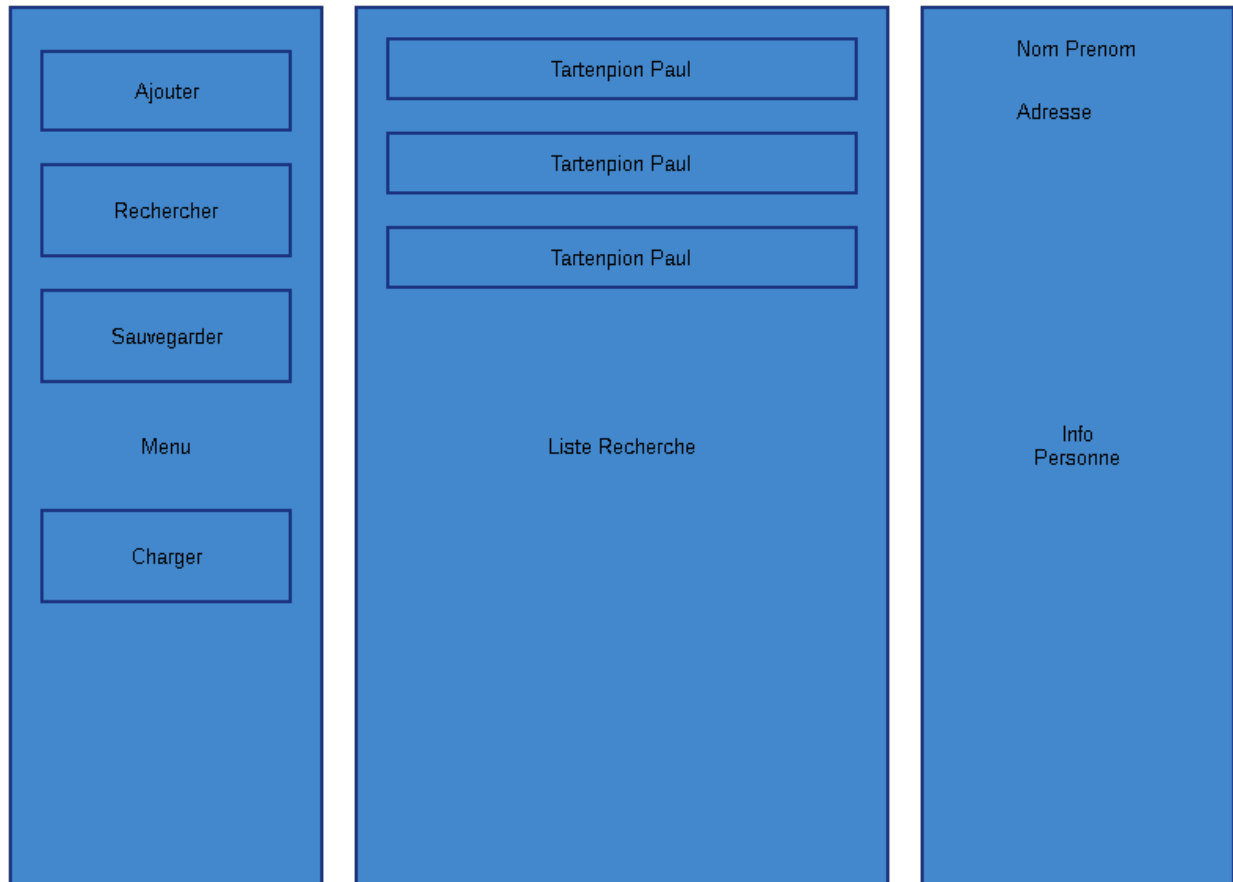 Ajouter
Rechercher
Sauvegarder
Menu
Charger
Tartenpion Paul
Tartenpion Paul
Tartenpion Paul
Liste Recherche
Nom Prenom
Adresse
Info
Personne